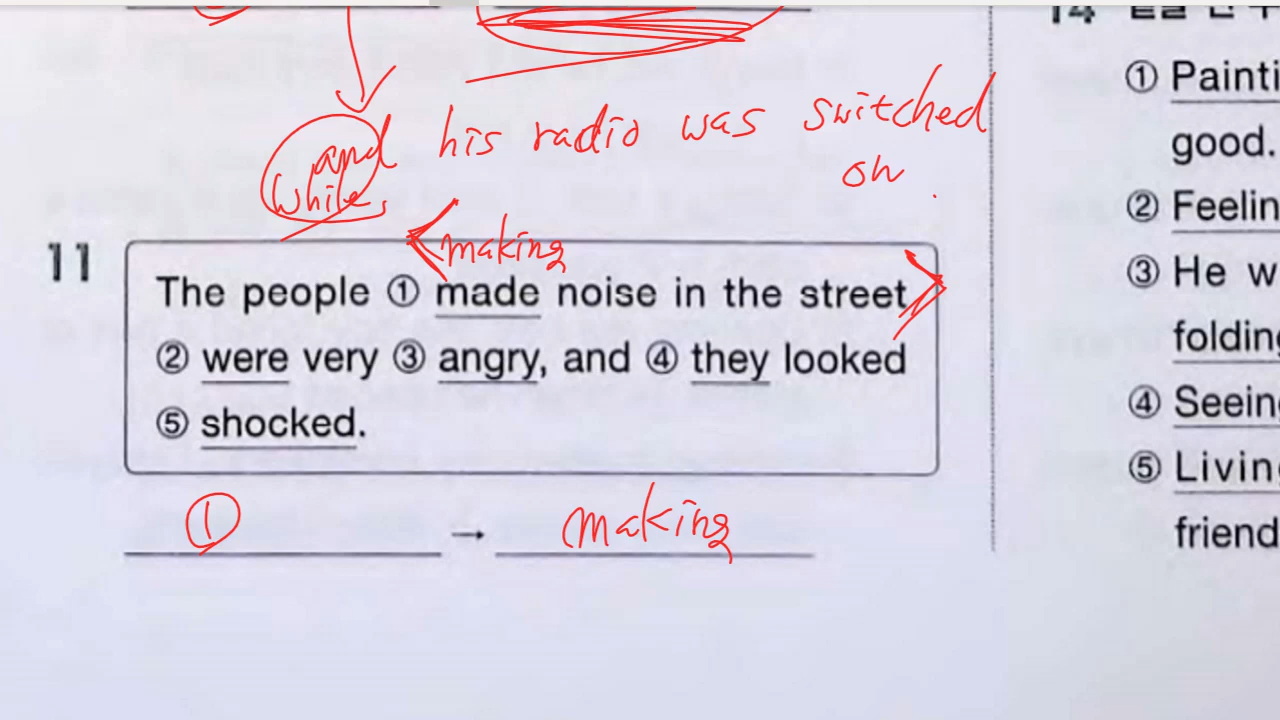 and his radio was switched
while, on.
11
making
The people ① made noise in the street
② were very ③ angry, and ④ they looked
⑤ shocked.
① → making
14
① Painti
good.
② Feelin
③ He w
folding
④ Seein
⑤ Living
friend